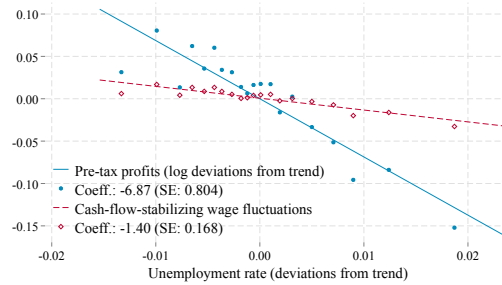 0.10
0.05
0.00
-0.05
-0.10
-0.15
Pre-tax profits (log deviations from trend)
Coeff.: -6.87 (SE: 0.804)
Cash-flow-stabilizing wage fluctuations
Coeff.: -1.40 (SE: 0.168)
-0.02 -0.01 0.00 0.01 0.02
Unemployment rate (deviations from trend)